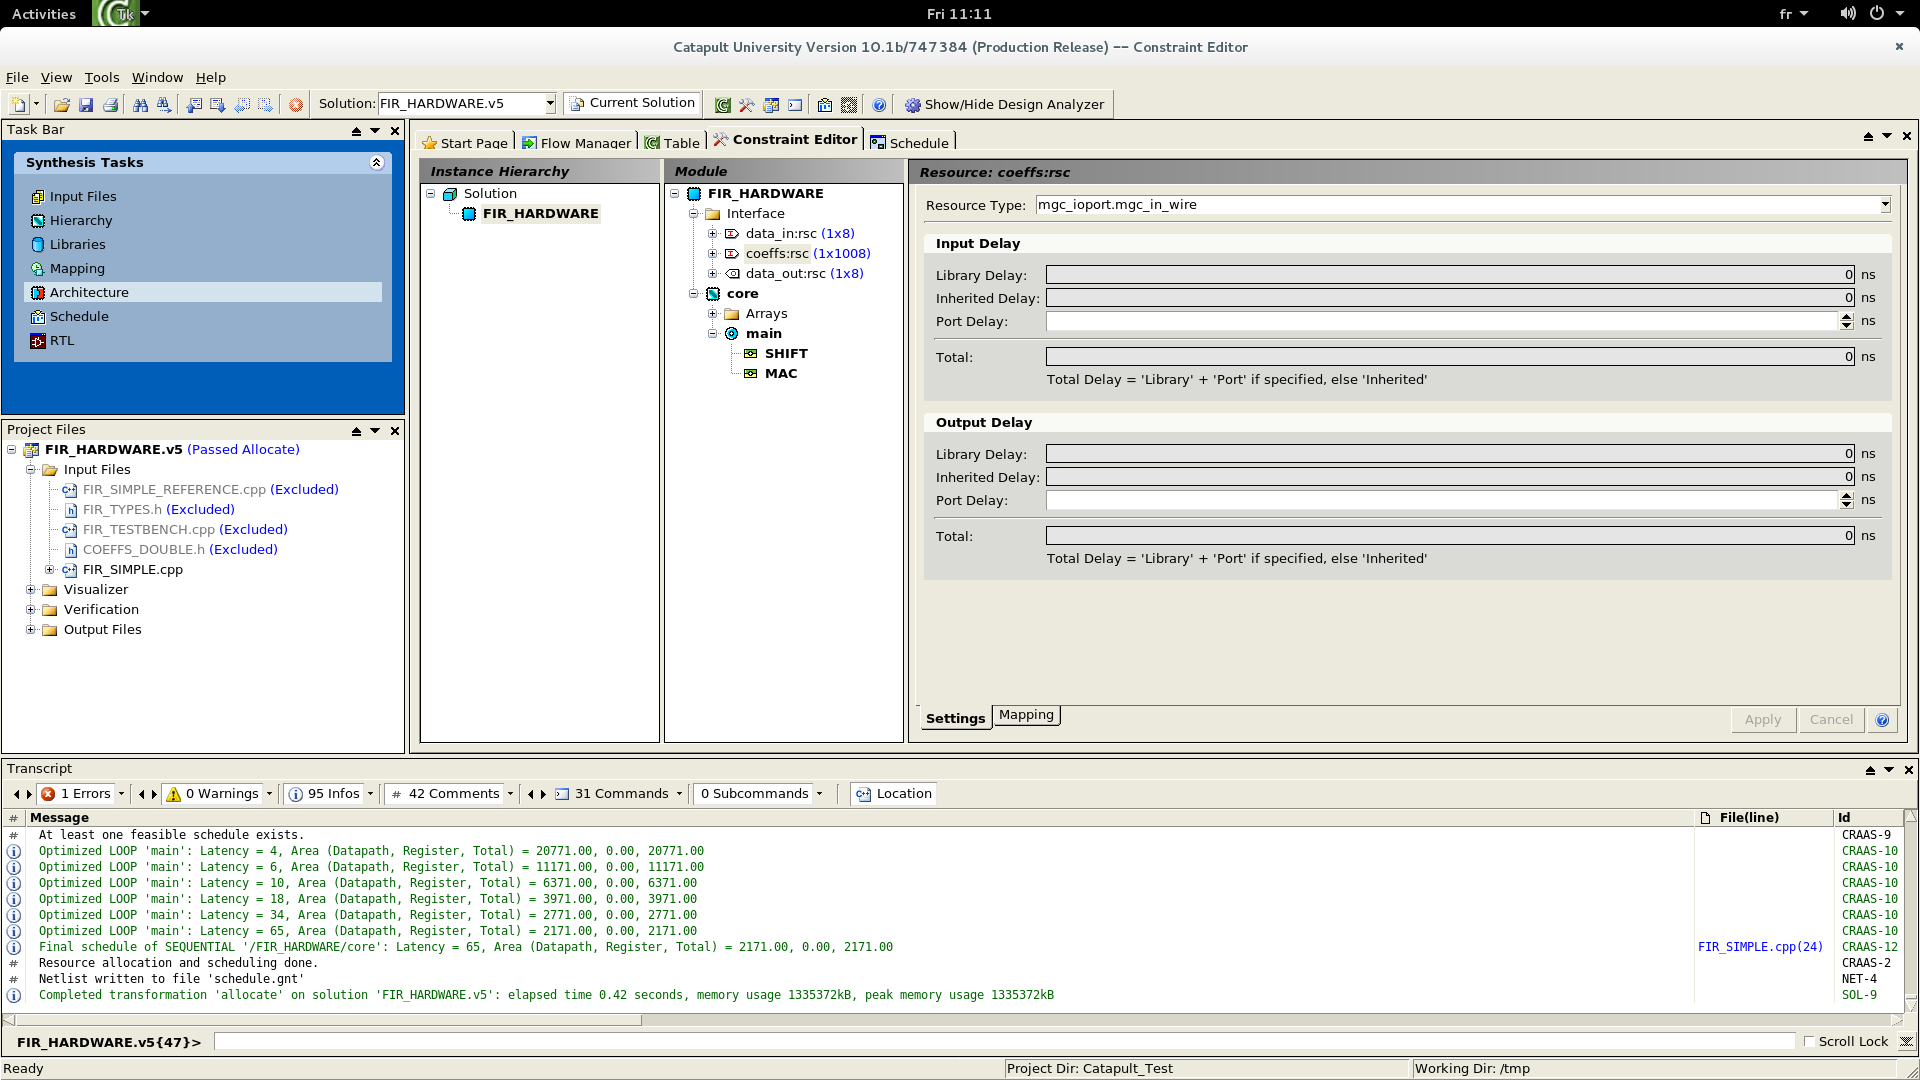 Activities
Tk
Fri 11:11
fr
Catapult University Version 10.1b/747384 (Production Release) -- Constraint Editor
File View Tools Window Help
Solution: FIR_HARDWARE.v5 Current Solution Show/Hide Design Analyzer
Task Bar
Synthesis Tasks
Input Files
Hierarchy
Libraries
Mapping
Architecture
Schedule
RTL
Project Files
FIR_HARDWARE.v5 (Passed Allocate)
Input Files
FIR_SIMPLE_REFERENCE.cpp (Excluded)
FIR_TYPES.h (Excluded)
FIR_TESTBENCH.cpp (Excluded)
COEFFS_DOUBLE.h (Excluded)
FIR_SIMPLE.cpp
Visualizer
Verification
Output Files
Start Page Flow Manager Table Constraint Editor Schedule
Instance Hierarchy
Solution
FIR_HARDWARE
Module
FIR_HARDWARE
Interface
data_in:rsc (1x8)
coeffs:rsc (1x1008)
data_out:rsc (1x8)
core
Arrays
main
SHIFT
MAC
Resource: coeffs:rsc
Resource Type: mgc_ioport.mgc_in_wire
Input Delay
Library Delay: 0 ns
Inherited Delay: 0 ns
Port Delay: ns
Total: 0 ns
Total Delay = 'Library' + 'Port' if specified, else 'Inherited'
Output Delay
Library Delay: 0 ns
Inherited Delay: 0 ns
Port Delay: ns
Total: 0 ns
Total Delay = 'Library' + 'Port' if specified, else 'Inherited'
Settings Mapping Apply Cancel
Transcript
1 Errors 0 Warnings 95 Infos # 42 Comments 31 Commands 0 Subcommands Location
# Message File(line) Id
# At least one feasible schedule exists. CRAAS-9
Optimized LOOP 'main': Latency = 4, Area (Datapath, Register, Total) = 20771.00, 0.00, 20771.00 CRAAS-10
Optimized LOOP 'main': Latency = 6, Area (Datapath, Register, Total) = 11171.00, 0.00, 11171.00 CRAAS-10
Optimized LOOP 'main': Latency = 10, Area (Datapath, Register, Total) = 6371.00, 0.00, 6371.00 CRAAS-10
Optimized LOOP 'main': Latency = 18, Area (Datapath, Register, Total) = 3971.00, 0.00, 3971.00 CRAAS-10
Optimized LOOP 'main': Latency = 34, Area (Datapath, Register, Total) = 2771.00, 0.00, 2771.00 CRAAS-10
Optimized LOOP 'main': Latency = 65, Area (Datapath, Register, Total) = 2171.00, 0.00, 2171.00 CRAAS-10
Final schedule of SEQUENTIAL '/FIR_HARDWARE/core': Latency = 65, Area (Datapath, Register, Total) = 2171.00, 0.00, 2171.00 FIR_SIMPLE.cpp(24) CRAAS-12
# Resource allocation and scheduling done. CRAAS-2
# Netlist written to file 'schedule.gnt' NET-4
Completed transformation 'allocate' on solution 'FIR_HARDWARE.v5': elapsed time 0.42 seconds, memory usage 1335372kB, peak memory usage 1335372kB SOL-9
FIR_HARDWARE.v5{47}> Scroll Lock
Ready Project Dir: Catapult_Test Working Dir: /tmp